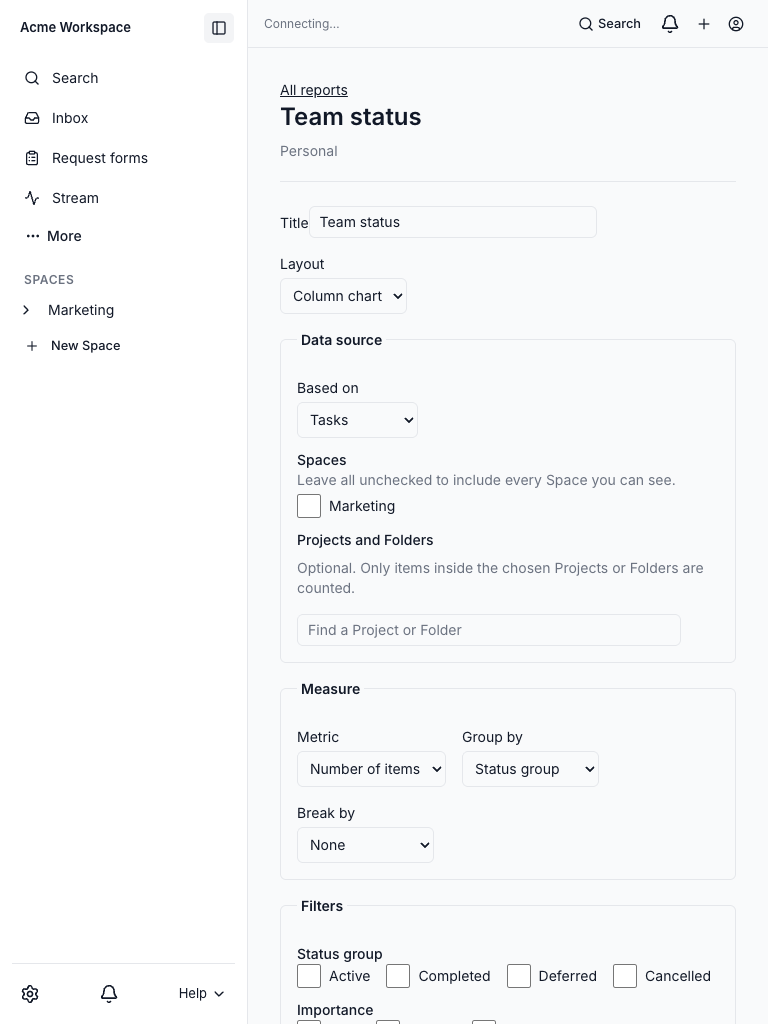 Acme Workspace
Search
Inbox
Request forms
Stream
More
SPACES
Marketing
New Space
Help
Connecting...
Search
All reports
Team status
Personal
Title
Team status
Layout
Column chart
Data source
Based on
Tasks
Spaces
Leave all unchecked to include every Space you can see.
Marketing
Projects and Folders
Optional. Only items inside the chosen Projects or Folders are
counted.
Find a Project or Folder
Measure
Metric Group by
Number of items Status group
Break by
None
Filters
Status group
Active Completed Deferred Cancelled
Importance